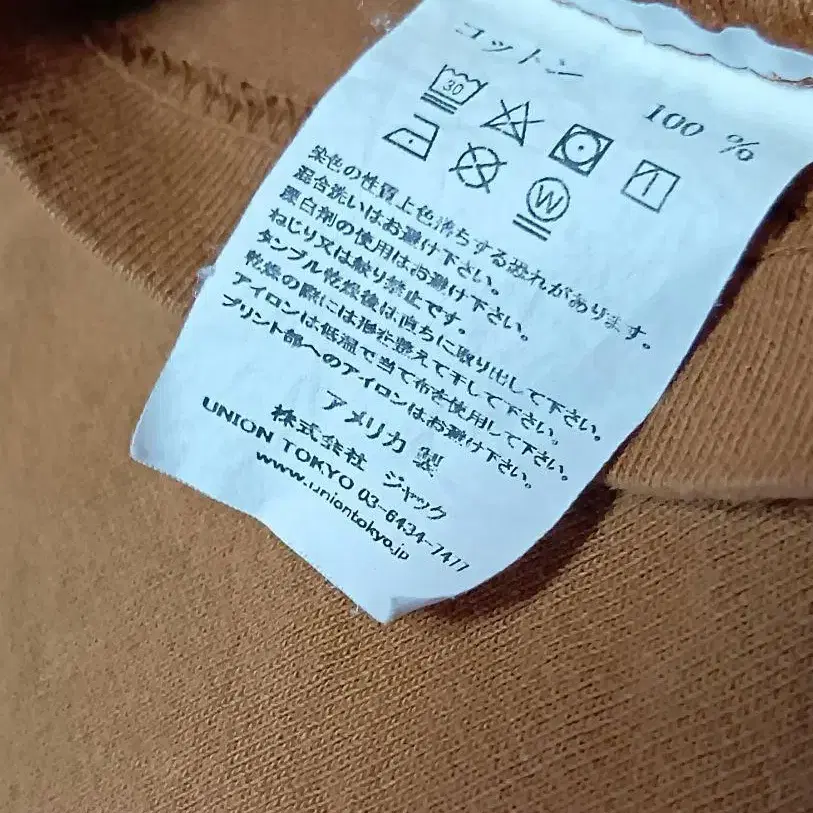 コットン 100 %
30
W
染色の性質上色落ちする恐れがあります。
混合洗いはお避け下さい。
漂白剤の使用はお避け下さい。
ねじり又は絞り禁止です。
タンブル乾燥後は直ちに取り出して下さい。
乾燥の際には形を整えて干して下さい。
アイロンは低温で当て布を使用して下さい。
プリント部へのアイロンはお避け下さい。
アメリカ製
株式会社 ジャック
UNION TOKYO 03-6434-7477
www.uniontokyo.jp